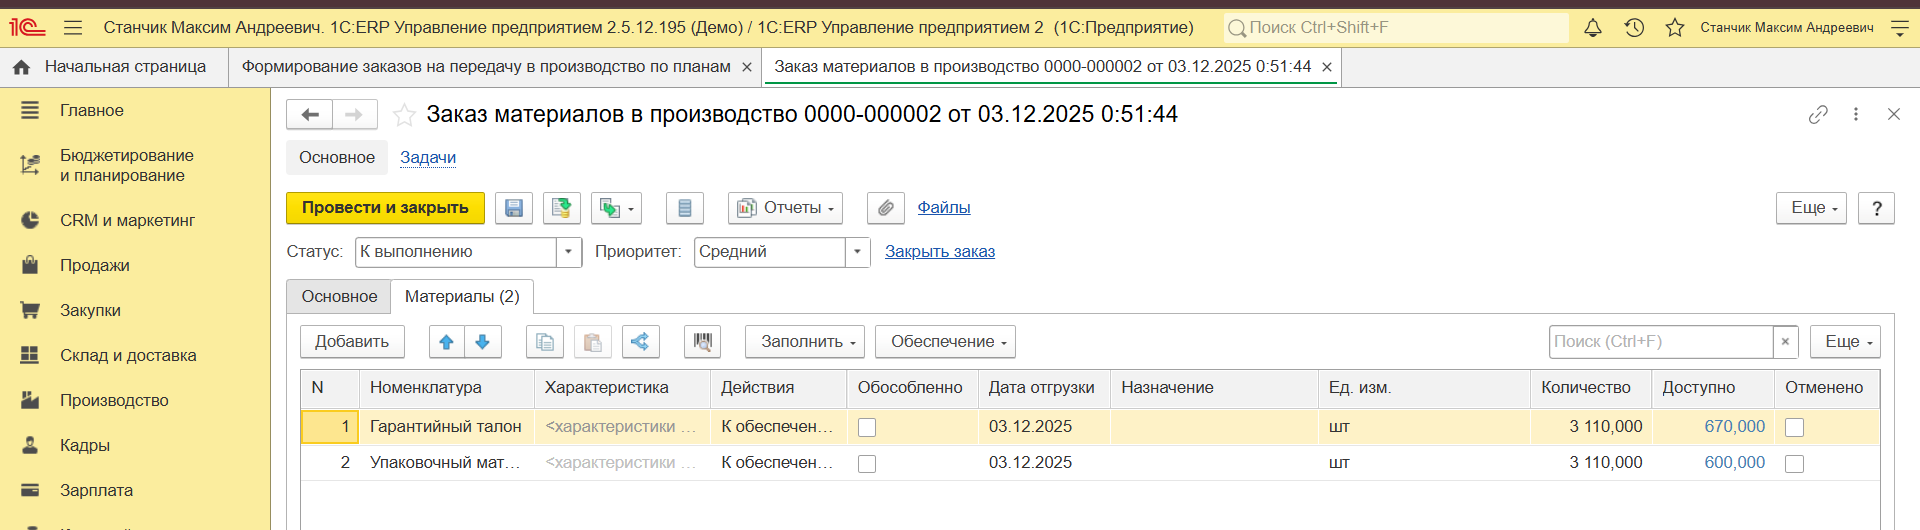 1С Станчик Максим Андреевич. 1С:ERP Управление предприятием 2.5.12.195 (Демо) / 1С:ERP Управление предприятием 2 (1С:Предприятие) Поиск Ctrl+Shift+F Станчик Максим Андреевич
Начальная страница Формирование заказов на передачу в производство по планам × Заказ материалов в производство 0000-000002 от 03.12.2025 0:51:44 ×
Главное
Бюджетирование
и планирование
CRM и маркетинг
Продажи
Закупки
Склад и доставка
Производство
Кадры
Зарплата
Заказ материалов в производство 0000-000002 от 03.12.2025 0:51:44
Основное Задачи
Провести и закрыть Отчеты Файлы Еще ?
Статус: К выполнению Приоритет: Средний Закрыть заказ
Основное Материалы (2)
Добавить Заполнить Обеспечение Поиск (Ctrl+F) × Еще
N Номенклатура Характеристика Действия Обособленно Дата отгрузки Назначение Ед. изм. Количество Доступно Отменено
1 Гарантийный талон <характеристики ... К обеспечен... 03.12.2025 шт 3 110,000 670,000
2 Упаковочный мат... <характеристики ... К обеспечен... 03.12.2025 шт 3 110,000 600,000